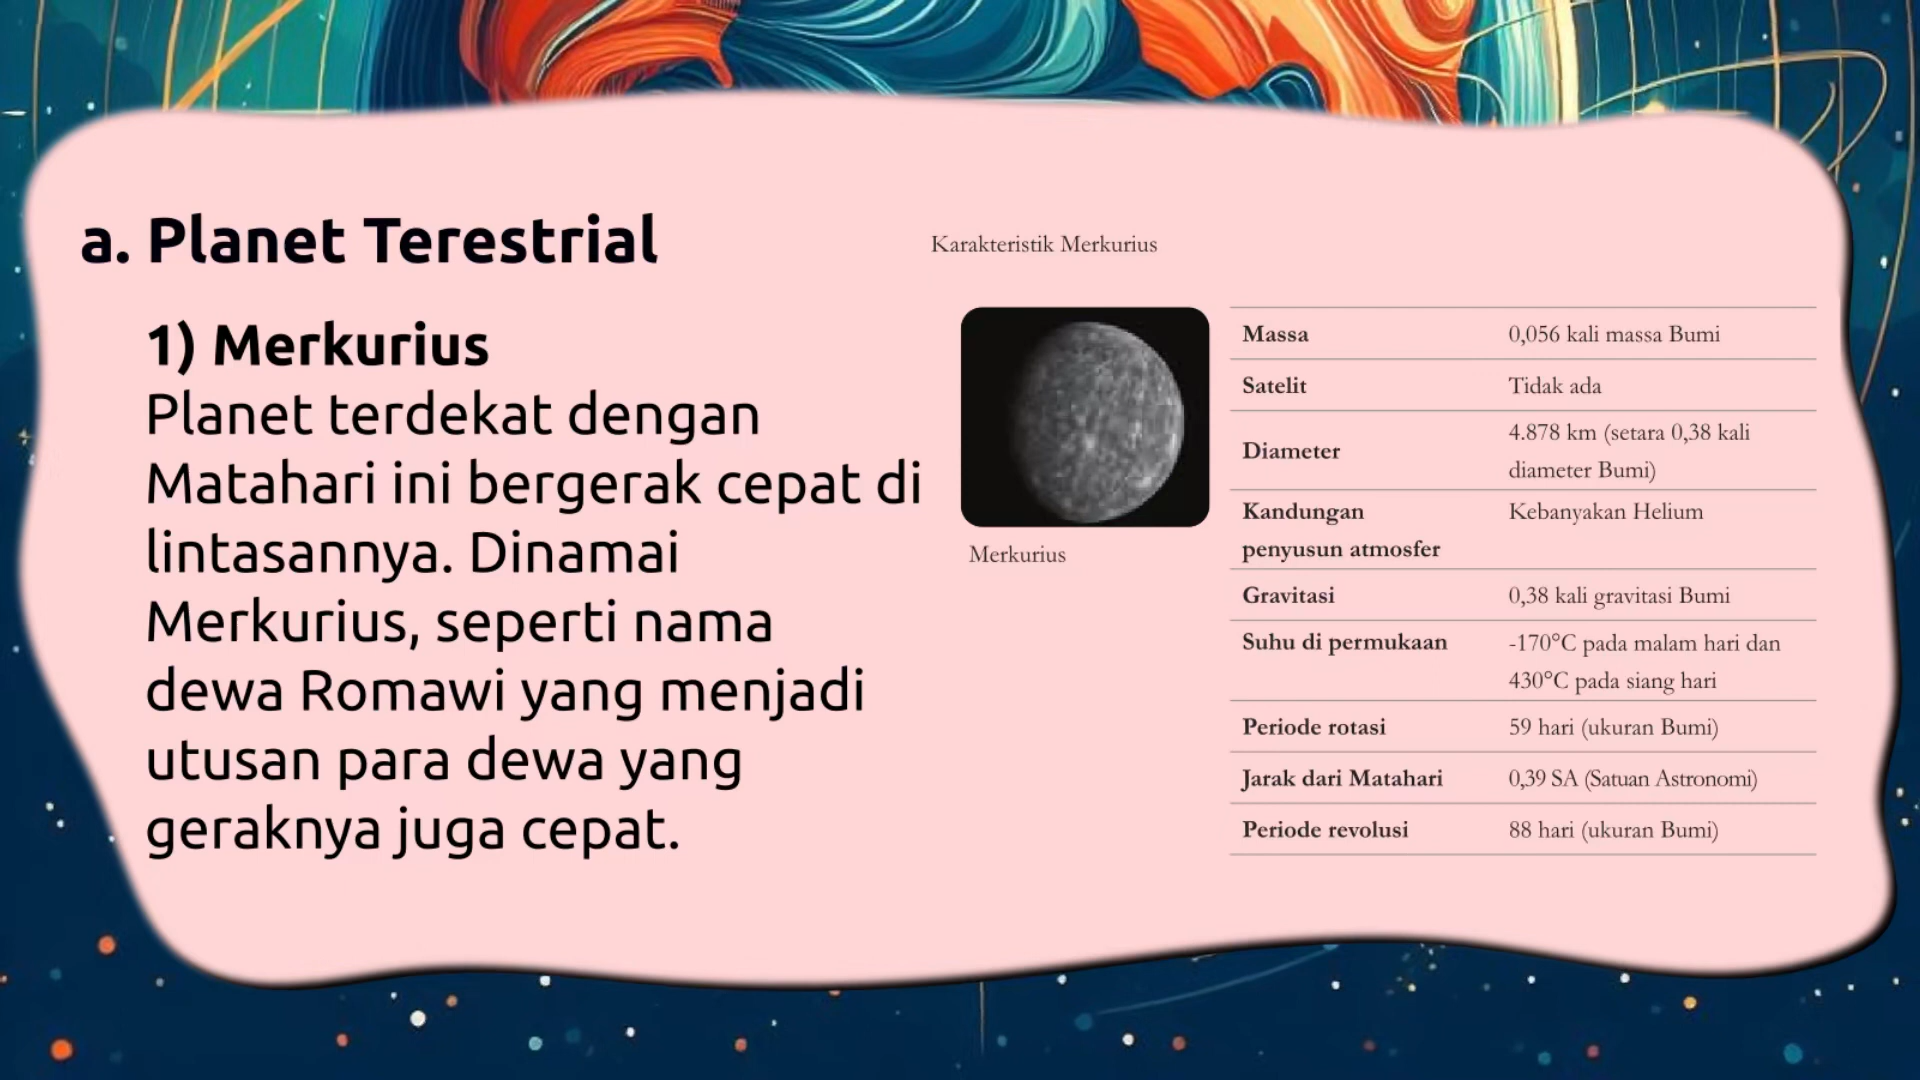 a. Planet Terestrial
1) Merkurius
Planet terdekat dengan
Matahari ini bergerak cepat di
lintasannya. Dinamai
Merkurius, seperti nama
dewa Romawi yang menjadi
utusan para dewa yang
geraknya juga cepat.
Karakteristik Merkurius
Merkurius
Massa 0,056 kali massa Bumi
Satelit Tidak ada
Diameter 4.878 km (setara 0,38 kali
diameter Bumi)
Kandungan Kebanyakan Helium
penyusun atmosfer
Gravitasi 0,38 kali gravitasi Bumi
Suhu di permukaan -170°C pada malam hari dan
430°C pada siang hari
Periode rotasi 59 hari (ukuran Bumi)
Jarak dari Matahari 0,39 SA (Satuan Astronomi)
Periode revolusi 88 hari (ukuran Bumi)